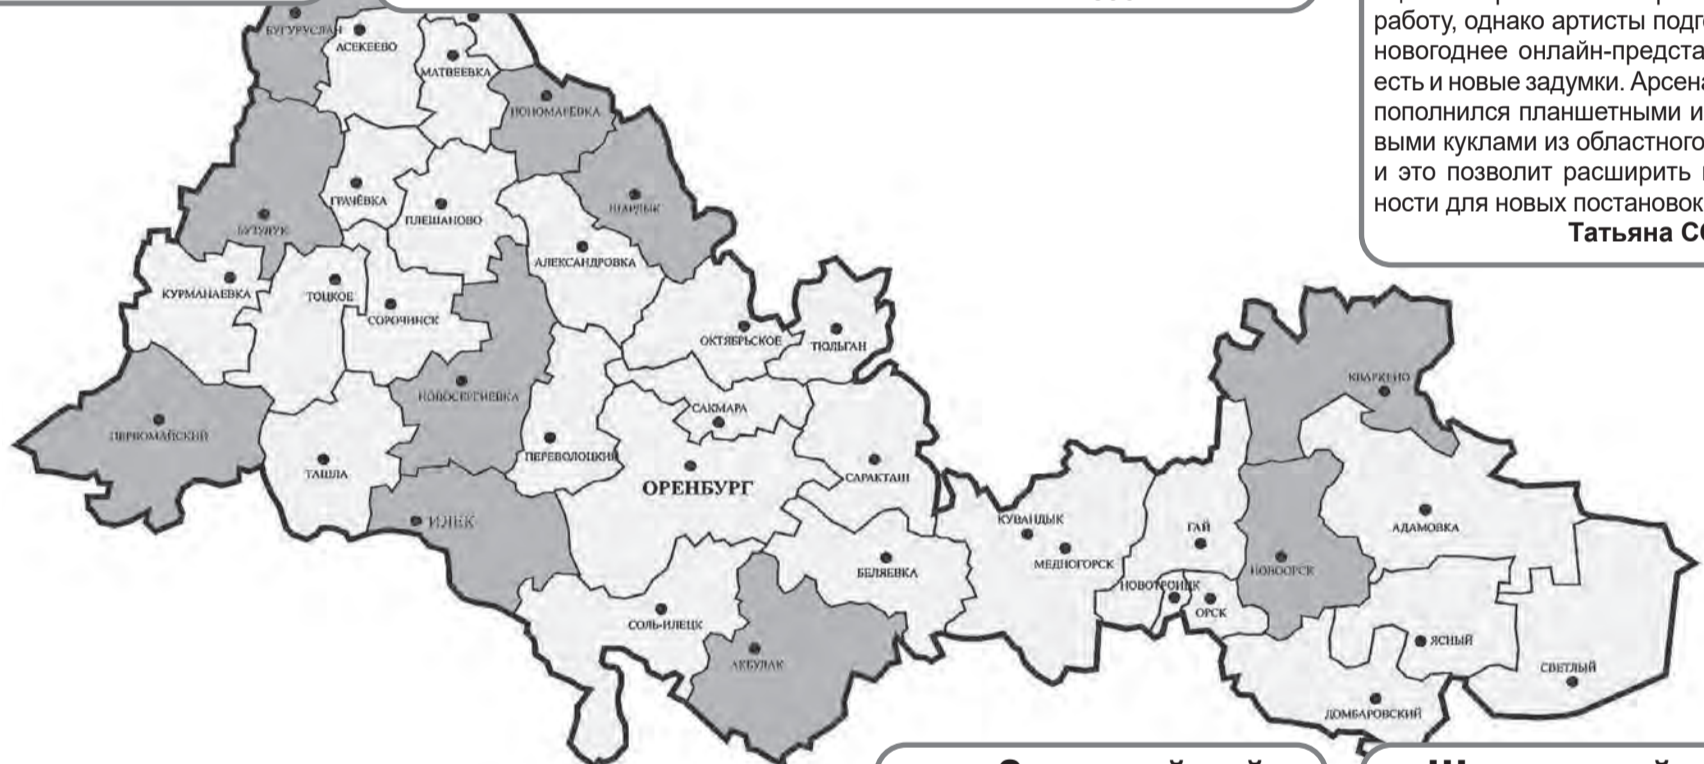 работу, однако артисты подг
новогоднее онлайн-предста
есть и новые задумки. Арсена
пополнился планшетными и
выми куклами из областного
и это позволит расширить
ности для новых постановок
Татьяна СО
БУГУРУСЛАН
АСЕКЕЕВО
МАТВЕЕВКА
ПОНОМАРЁВКА
ГРАЧЁВКА
ПЛЕШАНОВО
ШАРЛЫК
БУЗУЛУК
АЛЕКСАНДРОВКА
КУРМАНАЕВКА
ТОЦКОЕ
СОРОЧИНСК
ОКТЯБРЬСКОЕ
ТЮЛЬГАН
КВАРКЕНО
НОВОСЕРГИЕВКА
САКМАРА
ПЕРВОМАЙСКИЙ
ПЕРЕВОЛОЦКИЙ
ТАШЛА
САРАКТАШ
ОРЕНБУРГ
ИЛЕК
КУВАНДЫК
ГАЙ
АДАМОВКА
МЕДНОГОРСК
БЕЛЯЕВКА
НОВООРСК
НОВОТРОИЦК
ОРСК
СОЛЬ-ИЛЕЦК
ЯСНЫЙ
АКБУЛАК
СВЕТЛЫЙ
ДОМБАРОВСКИЙ